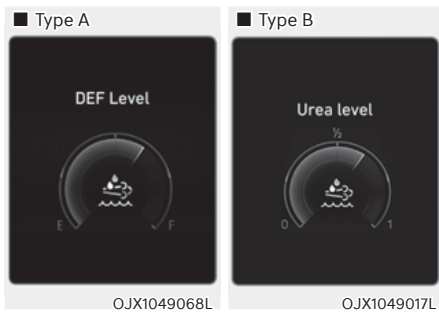 ■ Type A
DEF Level
E F
OJX1049068L
■ Type B
Urea level
½
0 1
OJX1049017L